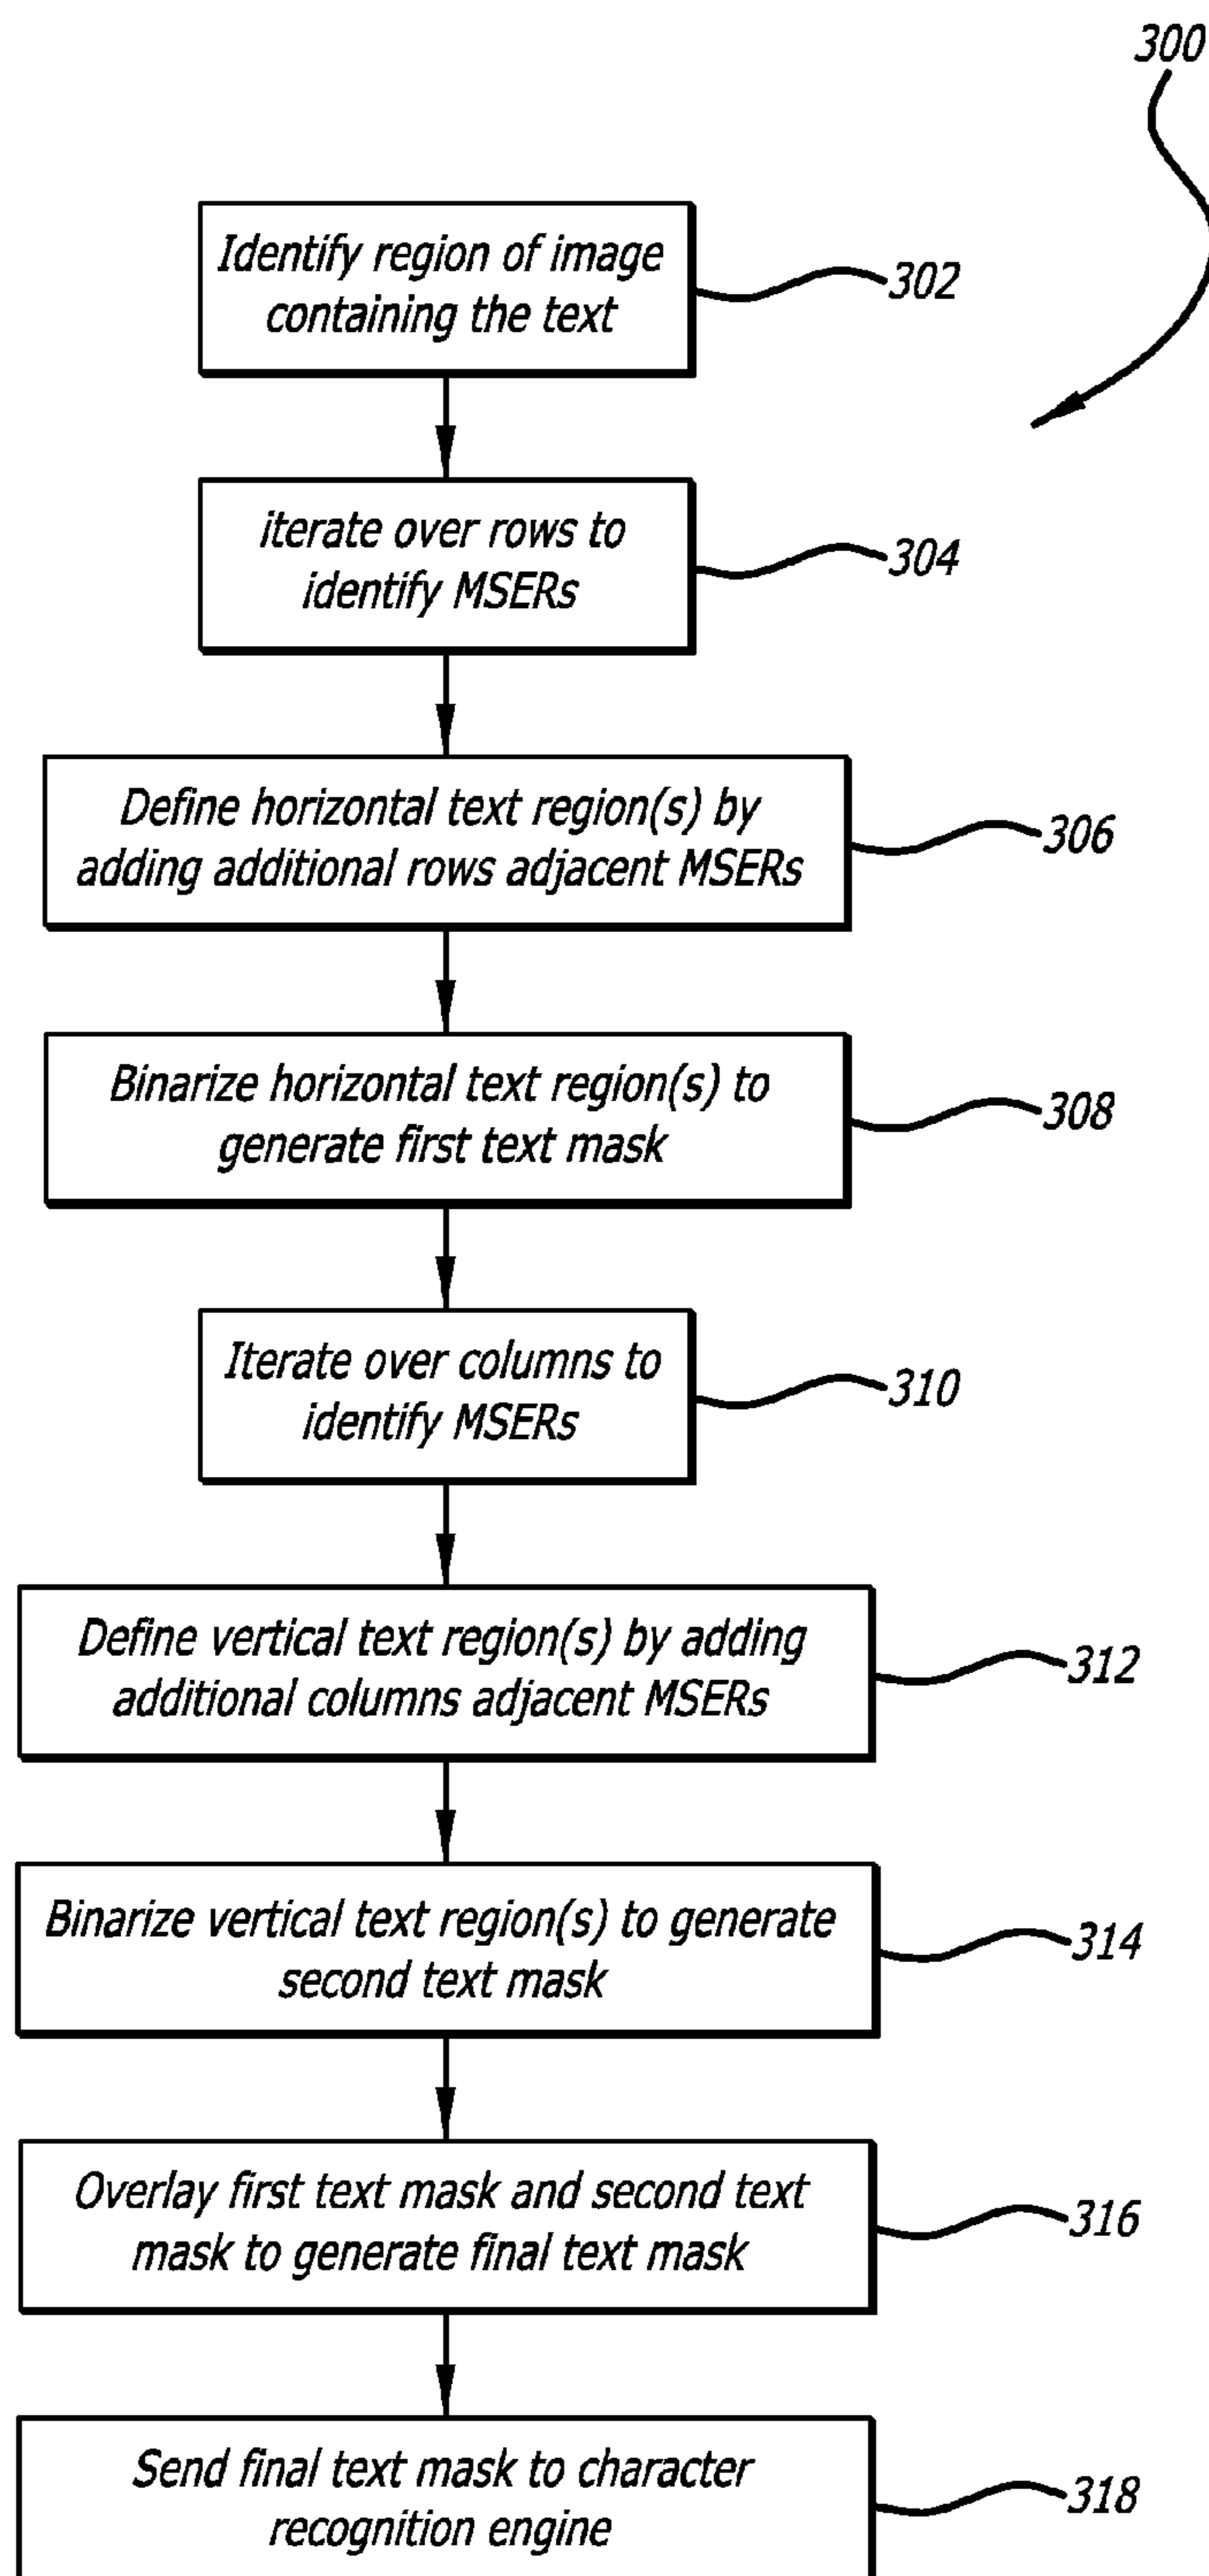 300
Identify region of image
containing the text
302
iterate over rows to
identify MSERs
304
Define horizontal text region(s) by
adding additional rows adjacent MSERs
306
Binarize horizontal text region(s) to
generate first text mask
308
Iterate over columns to
identify MSERs
310
Define vertical text region(s) by adding
additional columns adjacent MSERs
312
Binarize vertical text region(s) to generate
second text mask
314
Overlay first text mask and second text
mask to generate final text mask
316
Send final text mask to character
recognition engine
318